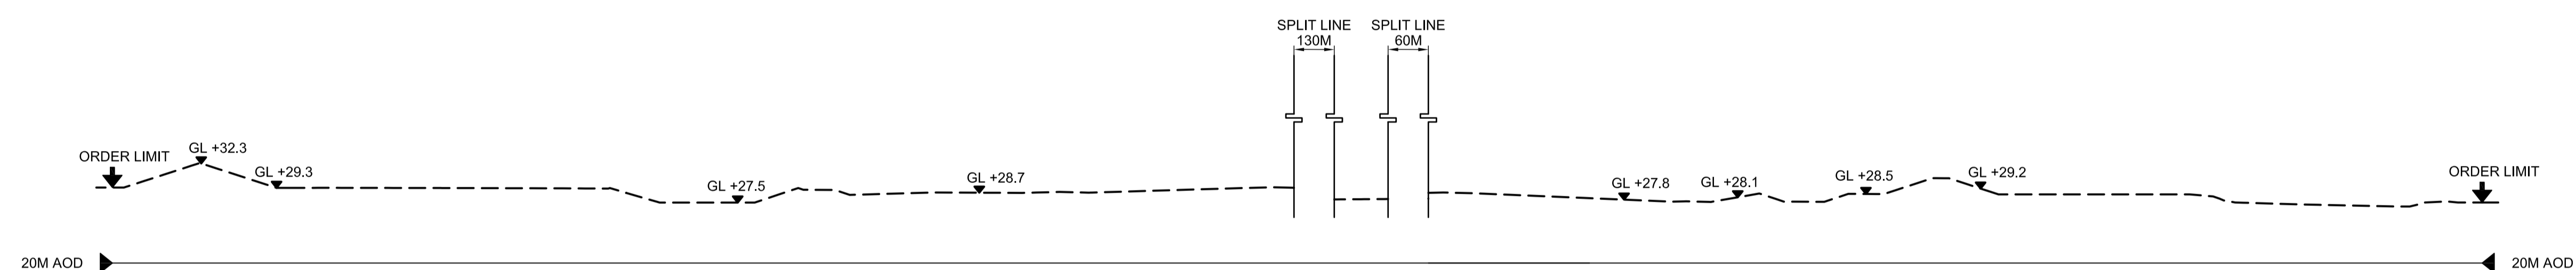 SPLIT LINE
130M
SPLIT LINE
60M
ORDER LIMIT
GL +32.3
GL +29.3
GL +27.5
GL +28.7
GL +27.8
GL +28.1
GL +28.5
GL +29.2
ORDER LIMIT
20M AOD
20M AOD